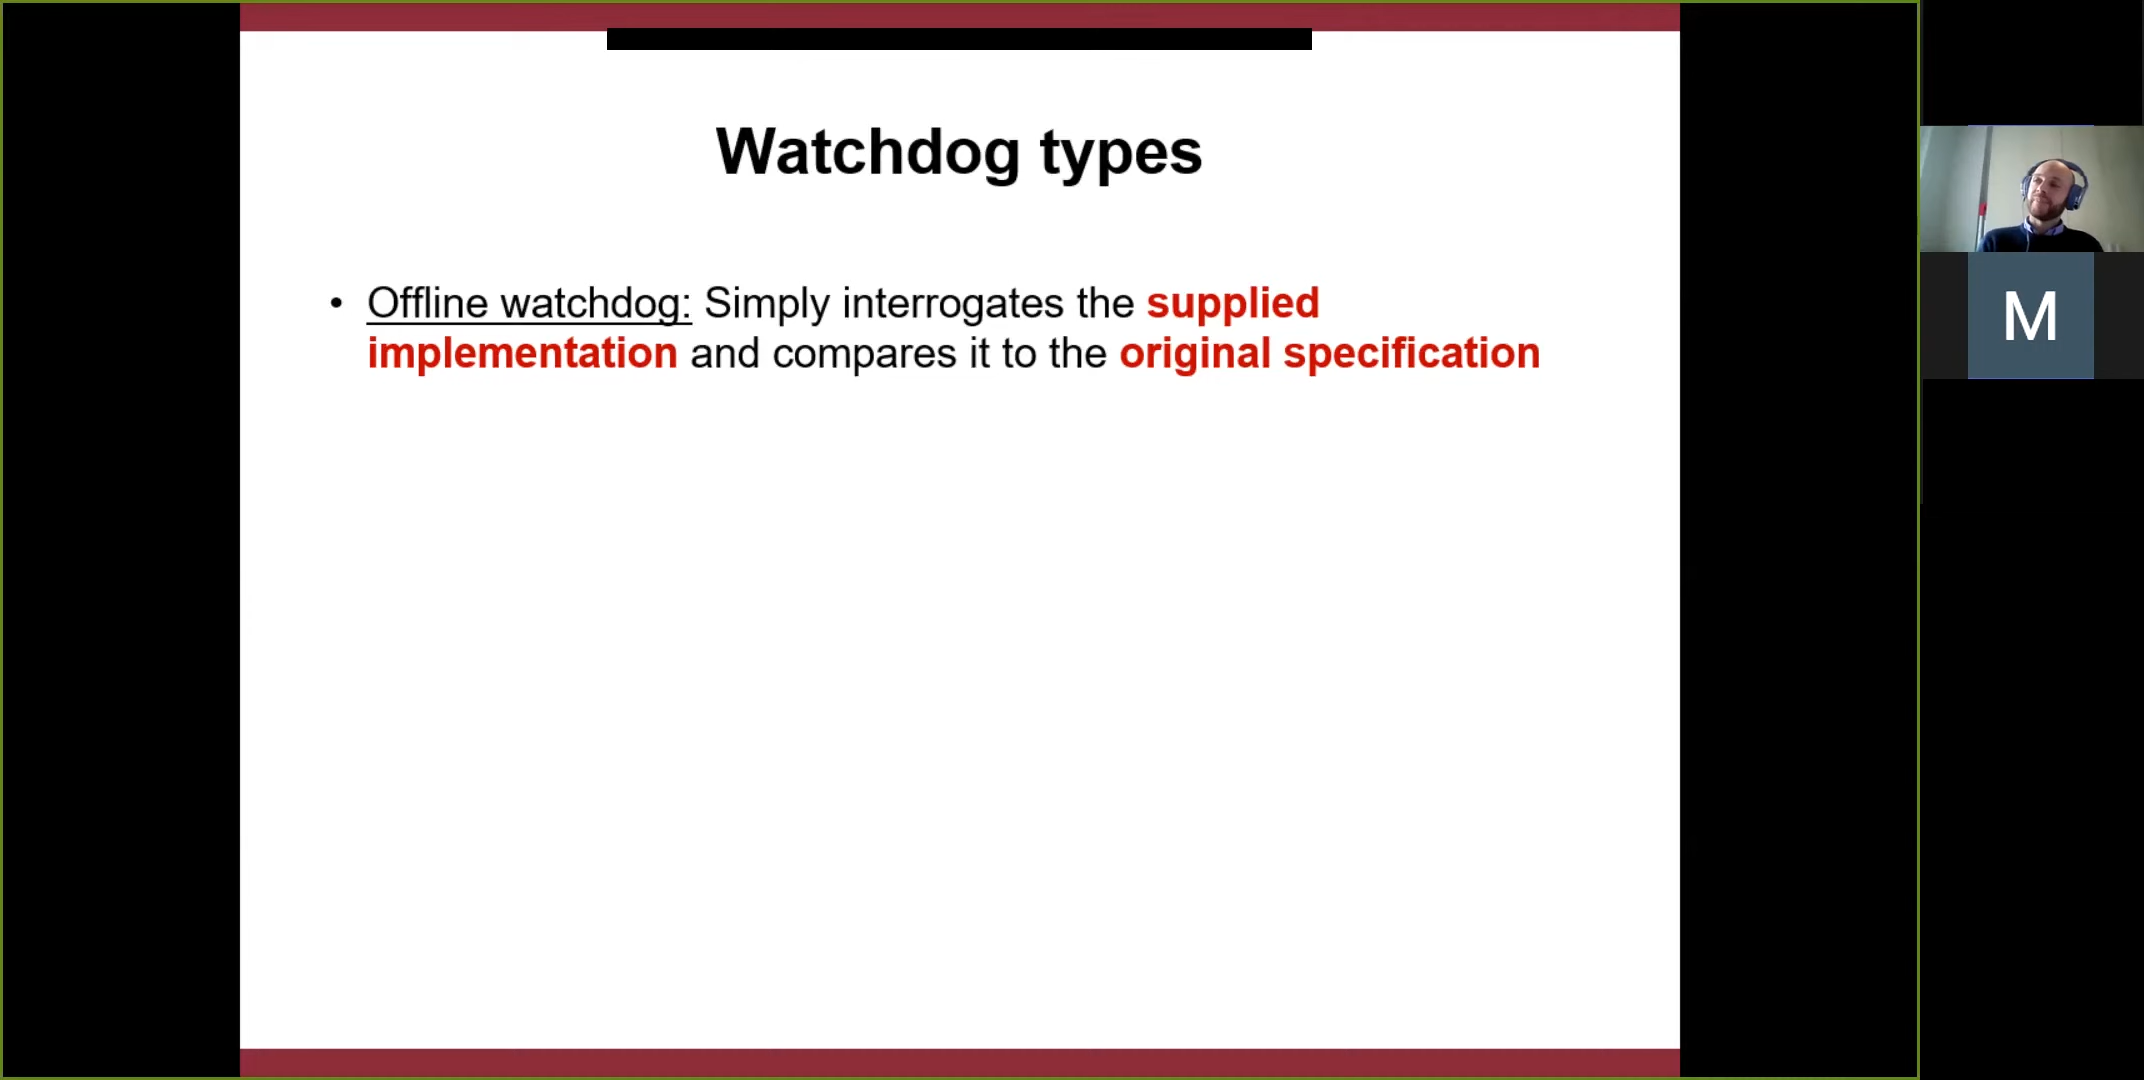 Watchdog types
• Offline watchdog: Simply interrogates the supplied
implementation and compares it to the original specification
M